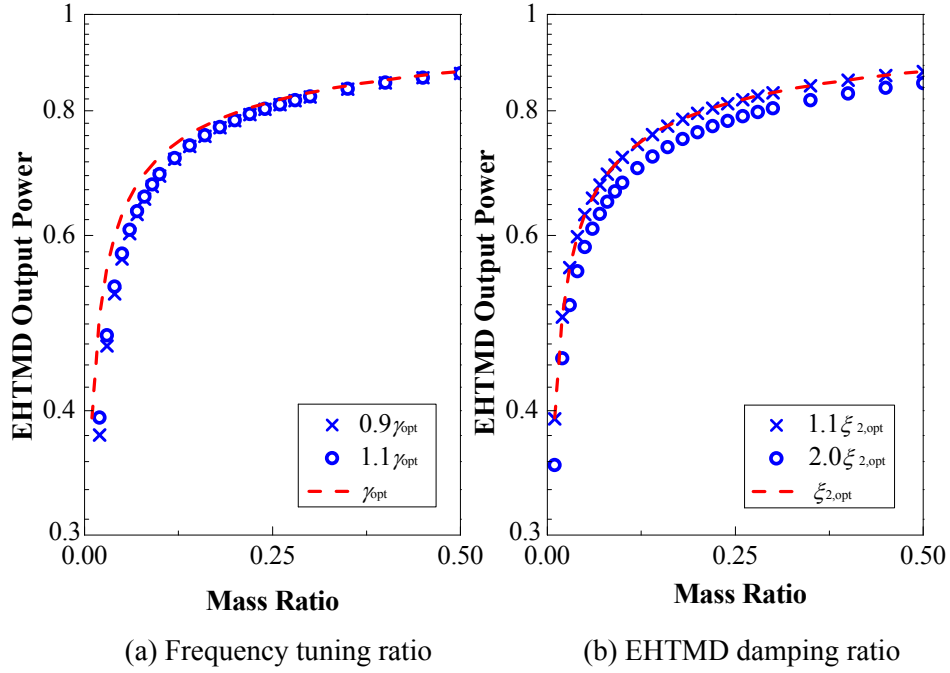 1
0.8
0.6
0.4
0.3
0.00
0.25
0.50
EHTMD Output Power
Mass Ratio
0.9γopt
1.1γopt
γopt
(a) Frequency tuning ratio
1
0.8
0.6
0.4
0.3
0.00
0.25
0.50
EHTMD Output Power
Mass Ratio
1.1ξ2,opt
2.0ξ2,opt
ξ2,opt
(b) EHTMD damping ratio